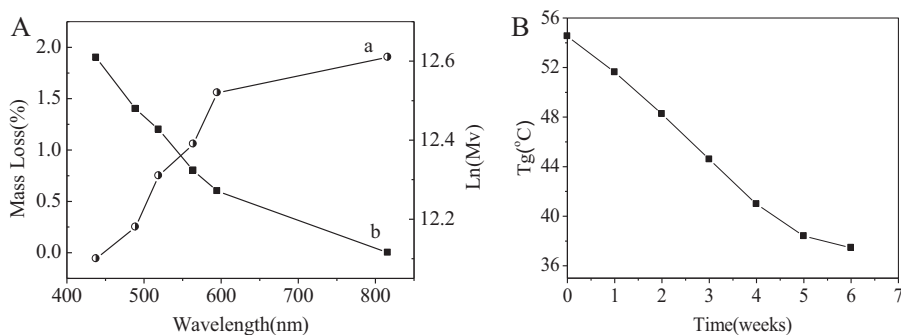 A
2.0
1.5
1.0
0.5
0.0
Mass Loss(%)
400 500 600 700 800
Wavelength(nm)
a
b
12.6
12.4
12.2
Ln(Mv)
B
56
52
48
44
40
36
Tg(°C)
0 1 2 3 4 5 6 7
Time(weeks)